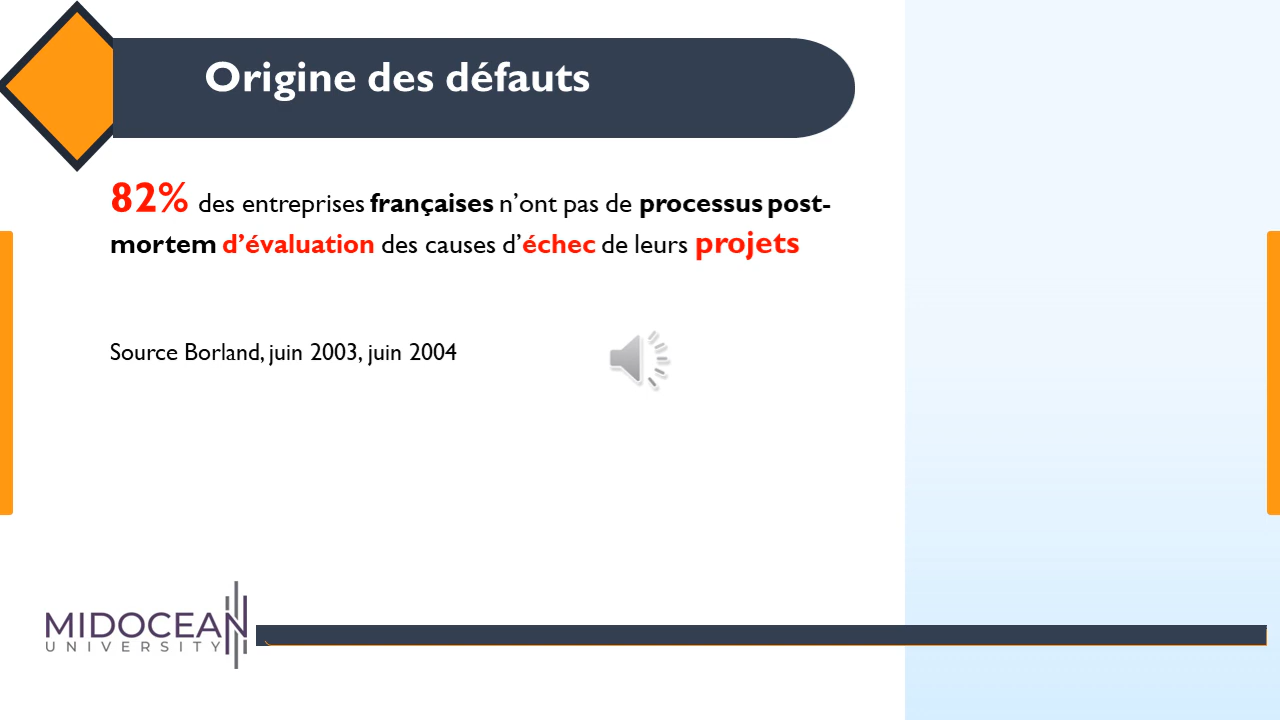 Origine des défauts
82% des entreprises françaises n’ont pas de processus post-
mortem d’évaluation des causes d’échec de leurs projets
Source Borland, juin 2003, juin 2004
MIDOCEAN
UNIVERSITY